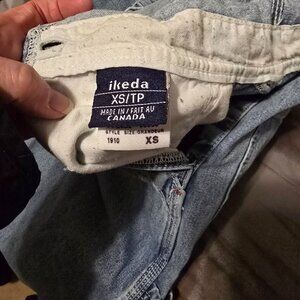 ikeda
XS/TP
MADE IN / FAIT AU
CANADA
STYLE SIZE GRANDEUR
1910 XS